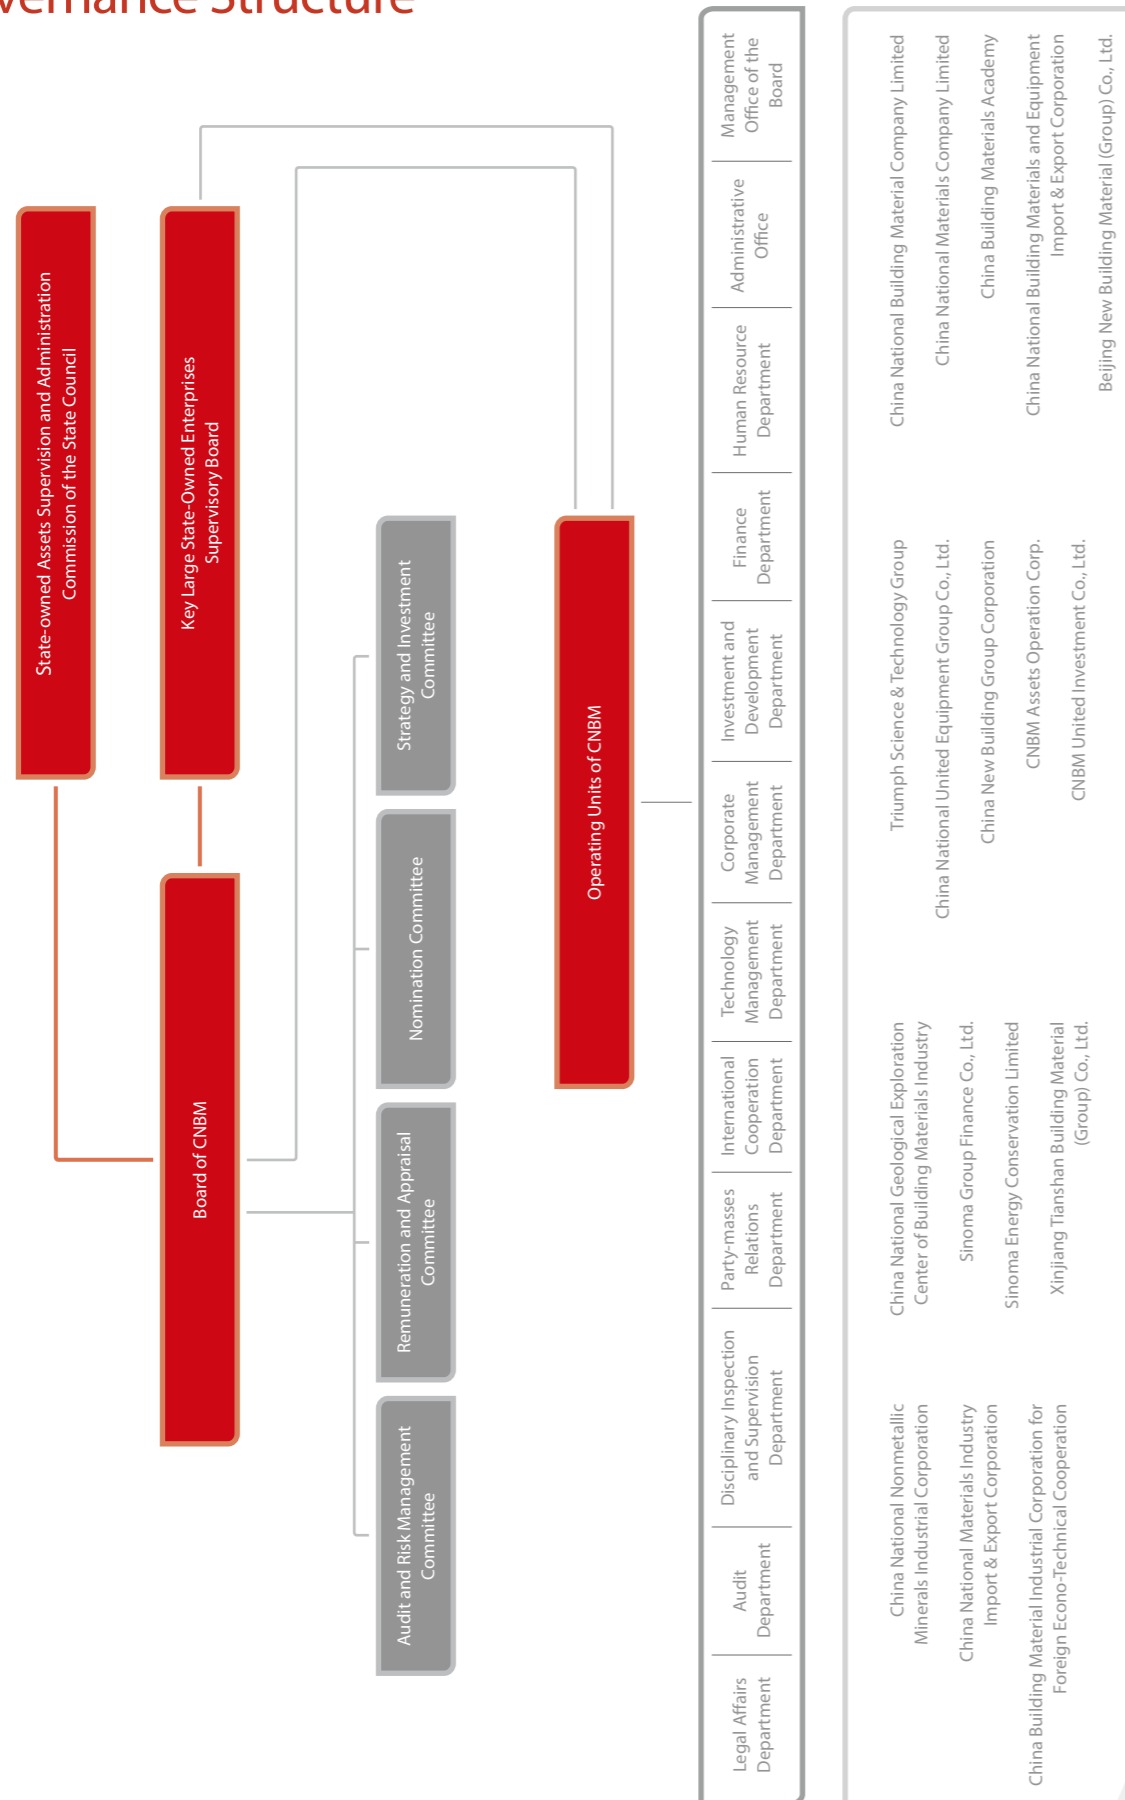 vernance Structure
State-owned Assets Supervision and Administration
Commission of the State Council
Key Large State-Owned Enterprises
Supervisory Board
Board of CNBM
Audit and Risk Management
Committee
Remuneration and Appraisal
Committee
Nomination Committee
Strategy and Investment
Committee
Operating Units of CNBM
Legal Affairs
Department
Audit
Department
Disciplinary Inspection
and Supervision
Department
Party-masses
Relations
Department
International
Cooperation
Department
Technology
Management
Department
Corporate
Management
Department
Investment and
Development
Department
Finance
Department
Human Resource
Department
Administrative
Office
Management
Office of the
Board
China National Nonmetallic
Minerals Industrial Corporation
China National Materials Industry
Import & Export Corporation
China Building Material Industrial Corporation for
Foreign Econo-Technical Cooperation
China National Geological Exploration
Center of Building Materials Industry
Sinoma Group Finance Co., Ltd.
Sinoma Energy Conservation Limited
Xinjiang Tianshan Building Material
(Group) Co., Ltd.
Triumph Science & Technology Group
China National United Equipment Group Co., Ltd.
China New Building Group Corporation
CNBM Assets Operation Corp.
CNBM United Investment Co., Ltd.
China National Building Material Company Limited
China National Materials Company Limited
China Building Materials Academy
China National Building Materials and Equipment
Import & Export Corporation
Beijing New Building Material (Group) Co., Ltd.